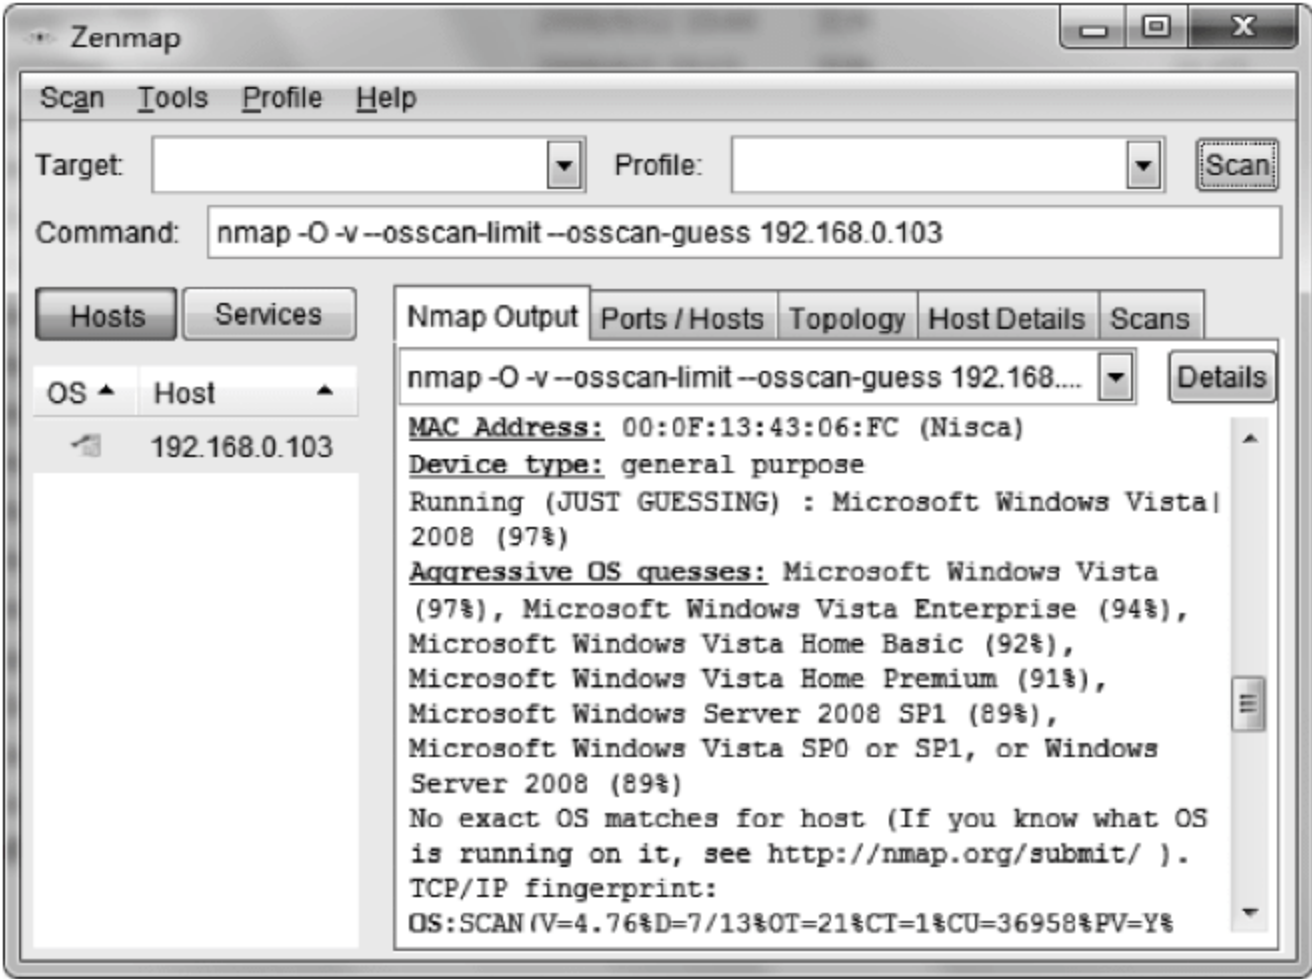 Zenmap
Scan Tools Profile Help
Target: Profile: Scan
Command: nmap -O -v --osscan-limit --osscan-guess 192.168.0.103
Hosts Services
Nmap Output Ports / Hosts Topology Host Details Scans
nmap -O -v --osscan-limit --osscan-guess 192.168.... Details
OS Host
192.168.0.103
MAC Address: 00:0F:13:43:06:FC (Nisca)
Device type: general purpose
Running (JUST GUESSING) : Microsoft Windows Vista|
2008 (97%)
Aggressive OS guesses: Microsoft Windows Vista
(97%), Microsoft Windows Vista Enterprise (94%),
Microsoft Windows Vista Home Basic (92%),
Microsoft Windows Vista Home Premium (91%),
Microsoft Windows Server 2008 SP1 (89%),
Microsoft Windows Vista SP0 or SP1, or Windows
Server 2008 (89%)
No exact OS matches for host (If you know what OS
is running on it, see http://nmap.org/submit/ ).
TCP/IP fingerprint:
OS:SCAN(V=4.76%D=7/13%OT=21%CT=1%CU=36958%PV=Y%